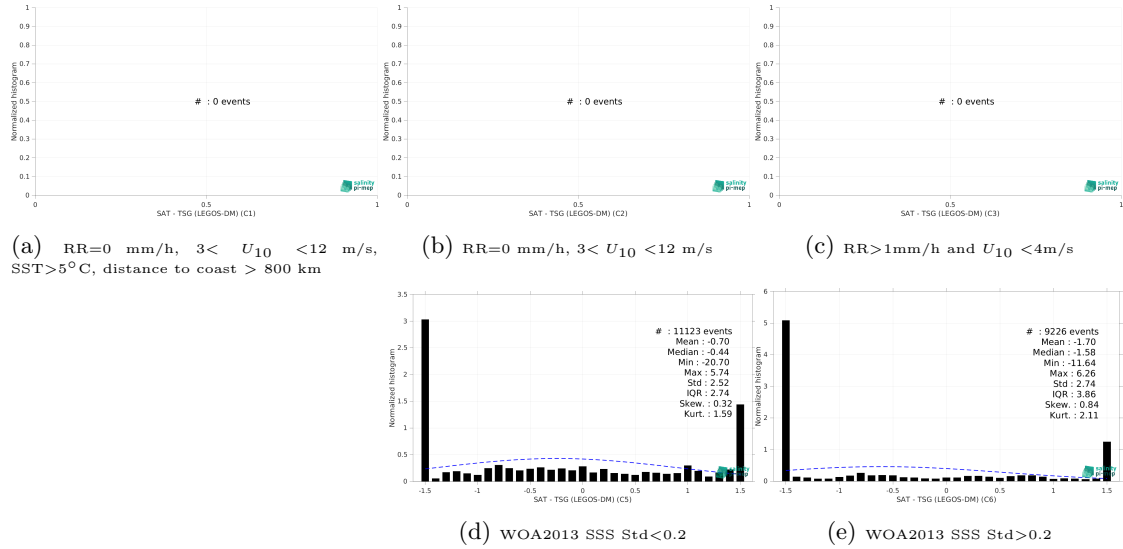 1
0.9
0.8
0.7
0.6
0.5
0.4
0.3
0.2
0.1
0
Normalized histogram
# : 0 events
salinity
pi-mep
0 0.5 1
SAT - TSG (LEGOS-DM) (C1)
(a) RR=0 mm/h, 3< U10 <12 m/s,
SST>5°C, distance to coast > 800 km
1
0.9
0.8
0.7
0.6
0.5
0.4
0.3
0.2
0.1
0
Normalized histogram
# : 0 events
salinity
pi-mep
0 0.5 1
SAT - TSG (LEGOS-DM) (C2)
(b) RR=0 mm/h, 3< U10 <12 m/s
1
0.9
0.8
0.7
0.6
0.5
0.4
0.3
0.2
0.1
0
Normalized histogram
# : 0 events
salinity
pi-mep
0 0.5 1
SAT - TSG (LEGOS-DM) (C3)
(c) RR>1mm/h and U10 <4m/s
3.5
3
2.5
2
1.5
1
0.5
0
Normalized histogram
# : 11123 events
Mean : -0.70
Median : -0.44
Min : -20.70
Max : 5.74
Std : 2.52
IQR : 2.74
Skew. : 0.32
Kurt. : 1.59
salinity
pi-mep
-1.5 -1 -0.5 0 0.5 1 1.5
SAT - TSG (LEGOS-DM) (C5)
(d) WOA2013 SSS Std<0.2
6
5
4
3
2
1
0
Normalized histogram
# : 9226 events
Mean : -1.70
Median : -1.58
Min : -11.64
Max : 6.26
Std : 2.74
IQR : 3.86
Skew. : 0.84
Kurt. : 2.11
salinity
pi-mep
-1.5 -1 -0.5 0 0.5 1 1.5
SAT - TSG (LEGOS-DM) (C6)
(e) WOA2013 SSS Std>0.2